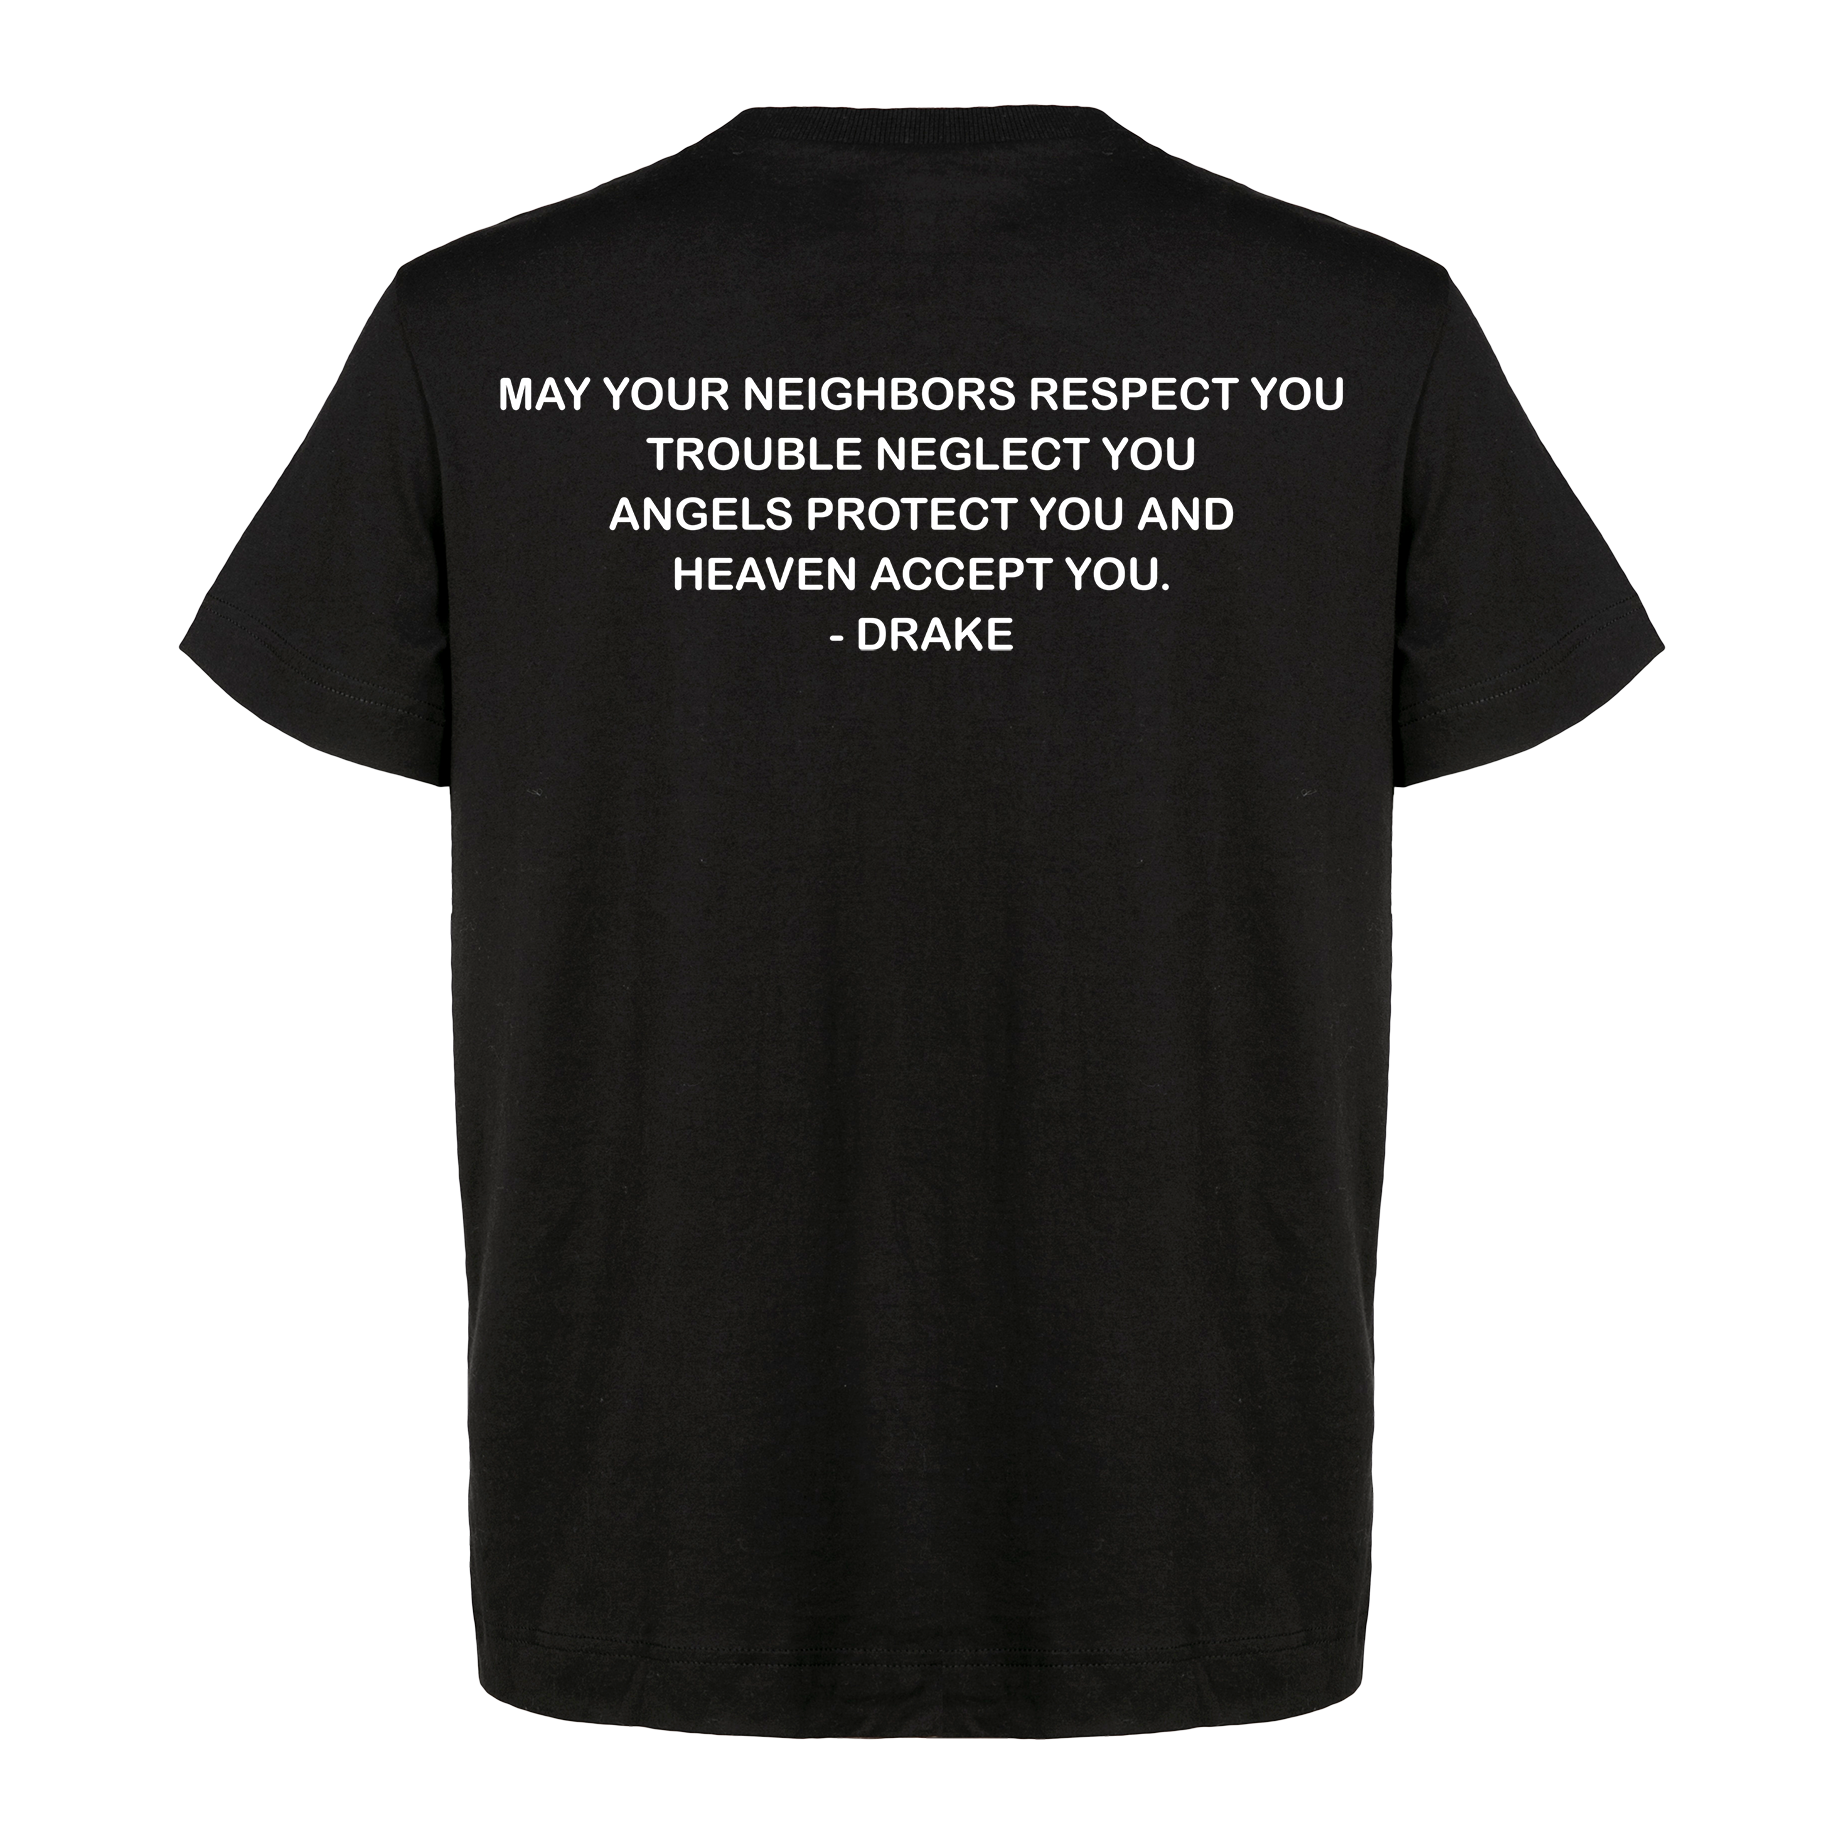 MAY YOUR NEIGHBORS RESPECT YOU
TROUBLE NEGLECT YOU
ANGELS PROTECT YOU AND
HEAVEN ACCEPT YOU.
- DRAKE